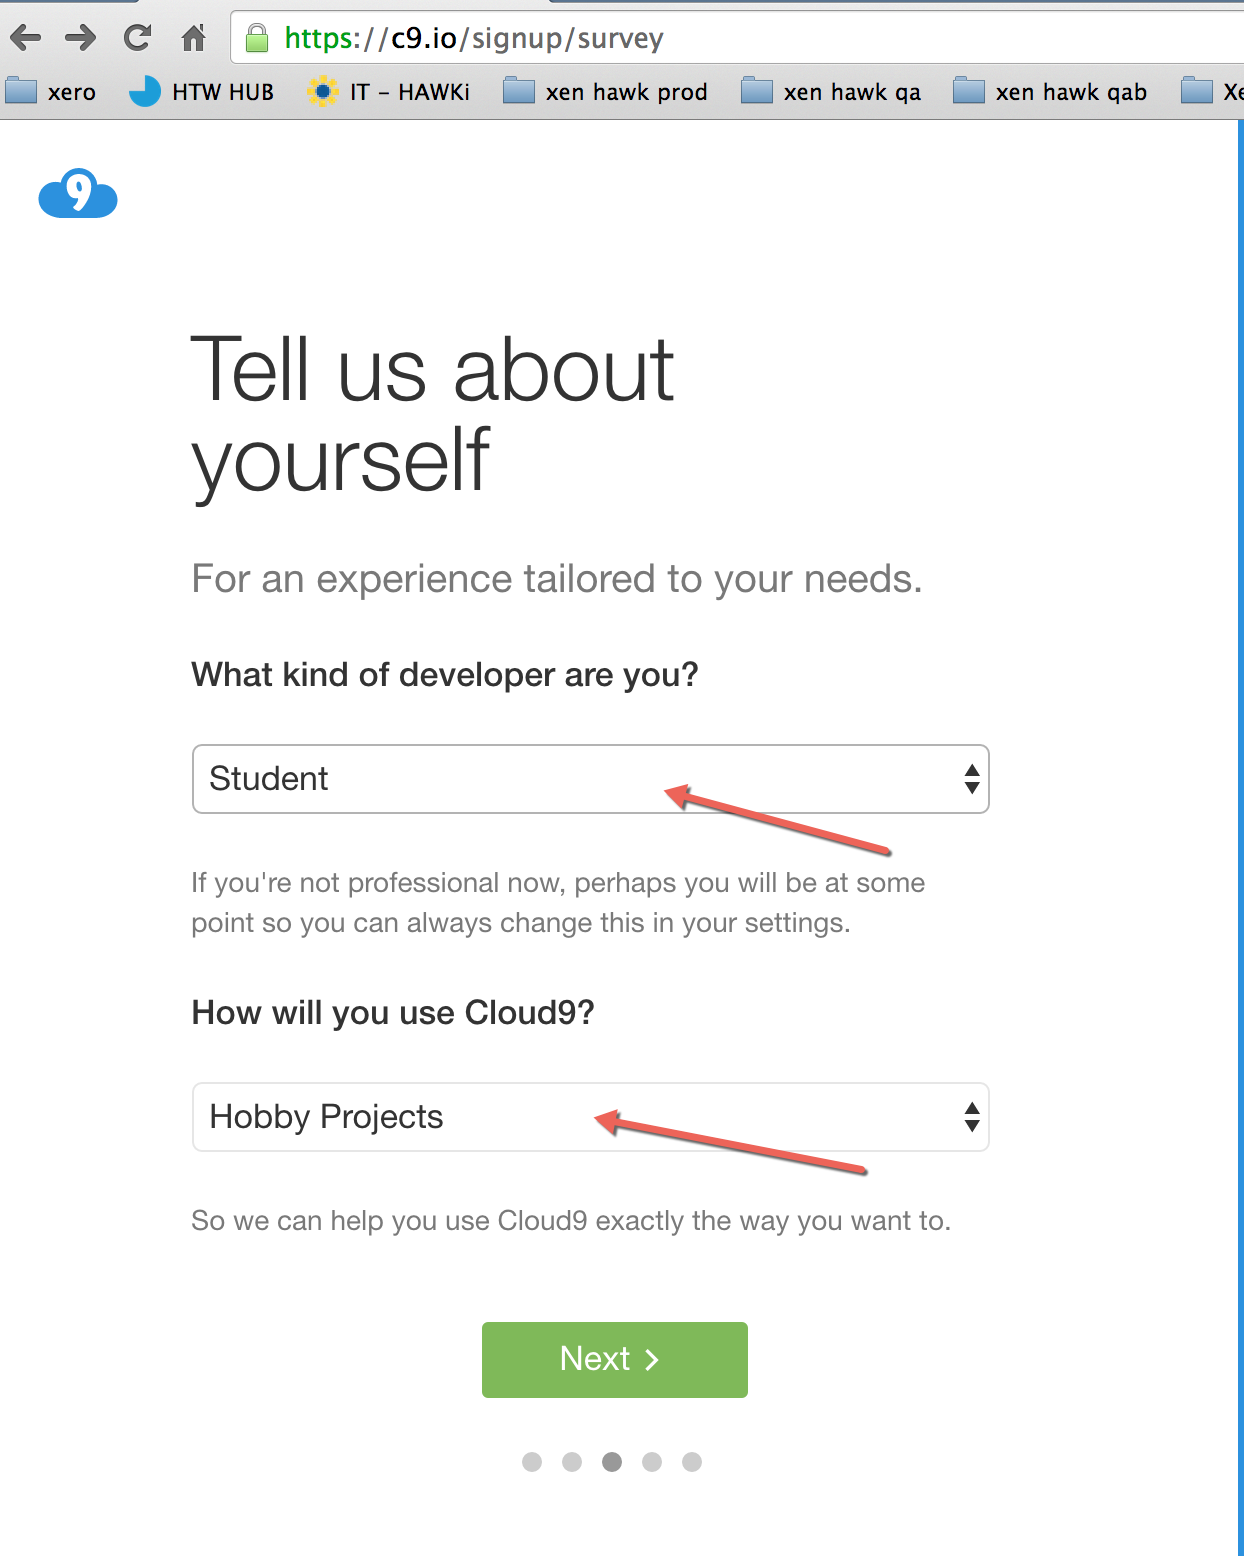 https://c9.io/signup/survey
xero HTW HUB IT – HAWKi xen hawk prod xen hawk qa xen hawk qab
9
Tell us about
yourself
For an experience tailored to your needs.
What kind of developer are you?
Student
If you're not professional now, perhaps you will be at some
point so you can always change this in your settings.
How will you use Cloud9?
Hobby Projects
So we can help you use Cloud9 exactly the way you want to.
Next